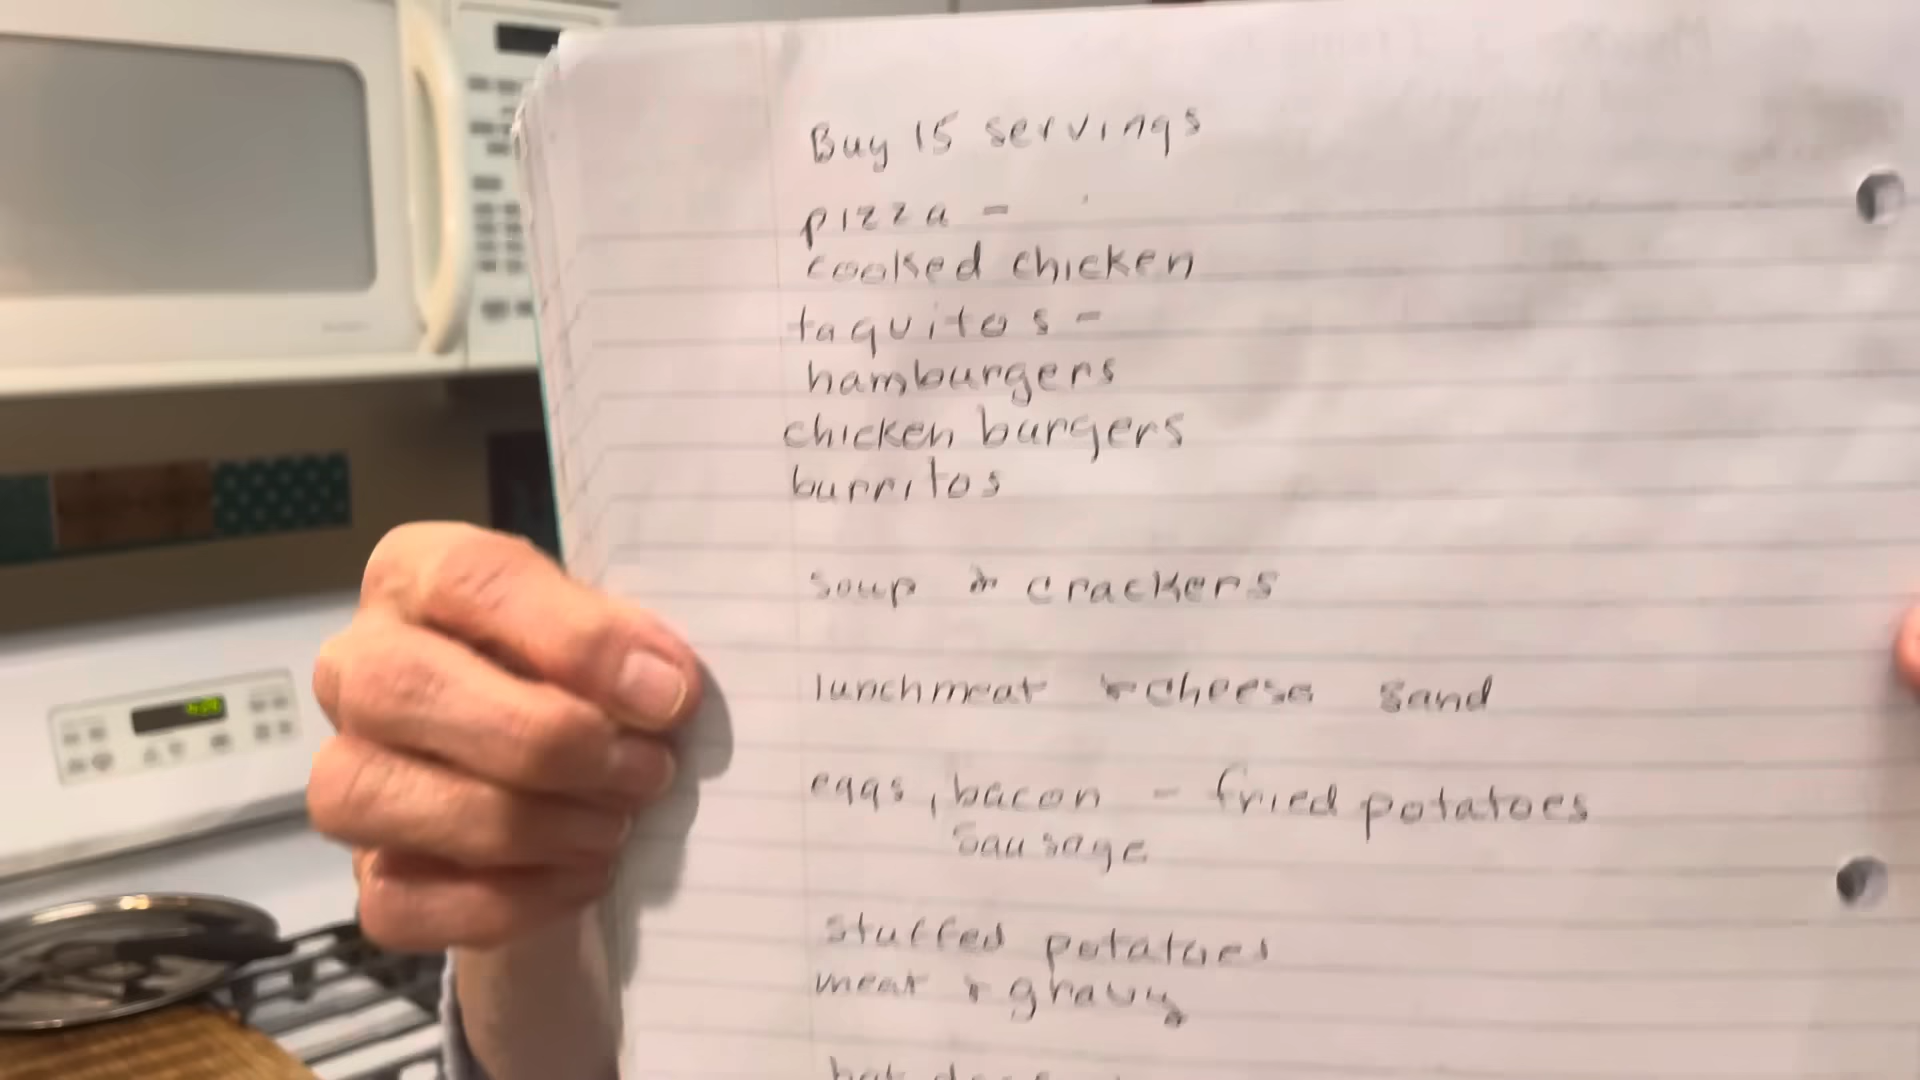 Buy 15 servings
pizza -
cooked chicken
taquitos -
hamburgers
chicken burgers
burritos
soup & crackers
lunchmeat & cheese sand
eggs, bacon - fried potatoes
sausage
stuffed potatoes
meat & gravy